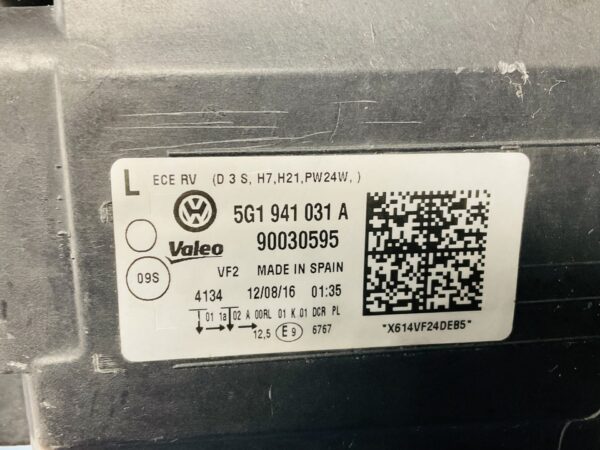 L ECE RV (D 3 S, H7,H21,PW24W,)
5G1 941 031 A
Valeo 90030595
09S VF2 MADE IN SPAIN
4134 12/08/16 01:35
01 1a 02 A 00RL 01 K 01 DCR PL
12,5 E9 6767
"X614VF24DEB5"